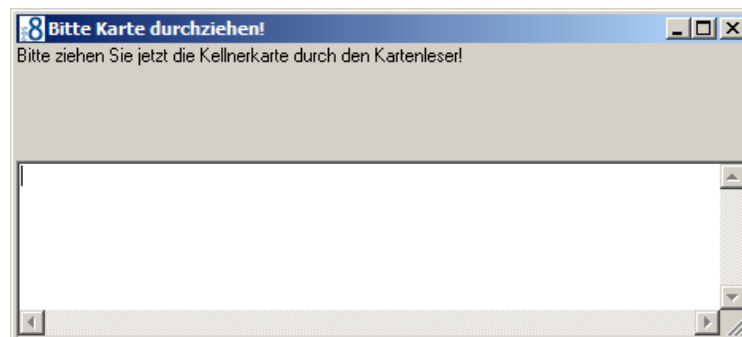 Bitte Karte durchziehen!
Bitte ziehen Sie jetzt die Kellnerkarte durch den Kartenleser!